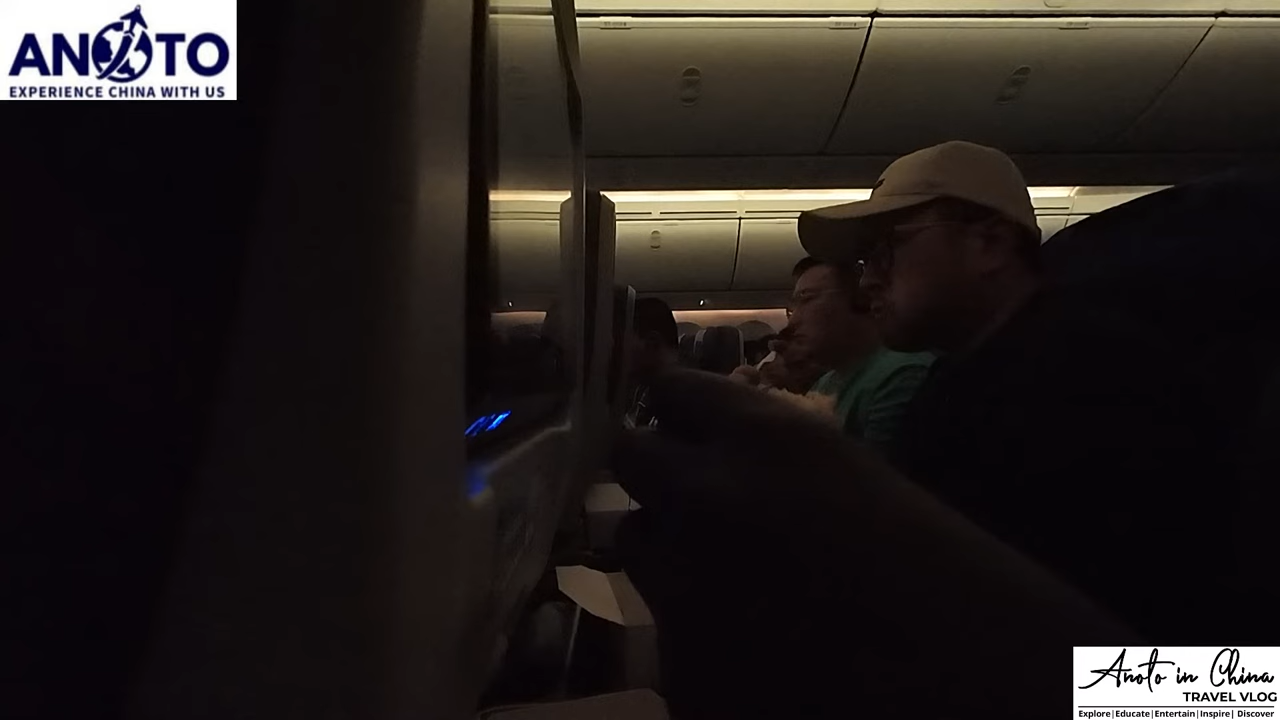 ANOTO
EXPERIENCE CHINA WITH US
Anoto in China
TRAVEL VLOG
Explore|Educate|Entertain|Inspire| Discover